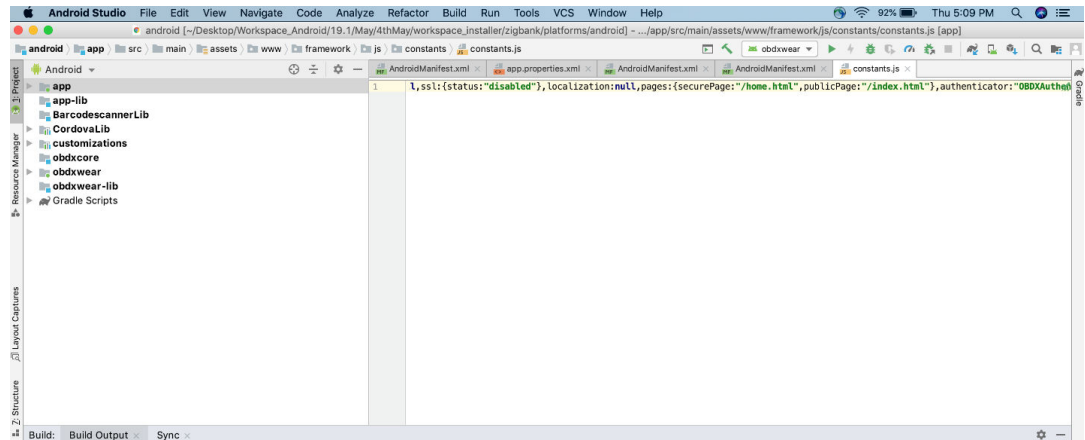 Android Studio File Edit View Navigate Code Analyze Refactor Build Run Tools VCS Window Help 92% Thu 5:09 PM
android [~/Desktop/Workspace_Android/19.1/May/4thMay/workspace_installer/zigbank/platforms/android] - .../app/src/main/assets/www/framework/js/constants/constants.js [app]
android app src main assets www framework js constants constants.js obdxwear
Android AndroidManifest.xml app.properties.xml AndroidManifest.xml AndroidManifest.xml constants.js
1 l,ssl:{status:"disabled"},localization:null,pages:{securePage:"/home.html",publicPage:"/index.html"},authenticator:"OBDXAuthen
app
app-lib
BarcodescannerLib
CordovaLib
customizations
obdxcore
obdxwear
obdxwear-lib
Gradle Scripts
1: Project
Resource Manager
Layout Captures
Z: Structure
Gradle
Build: Build Output Sync